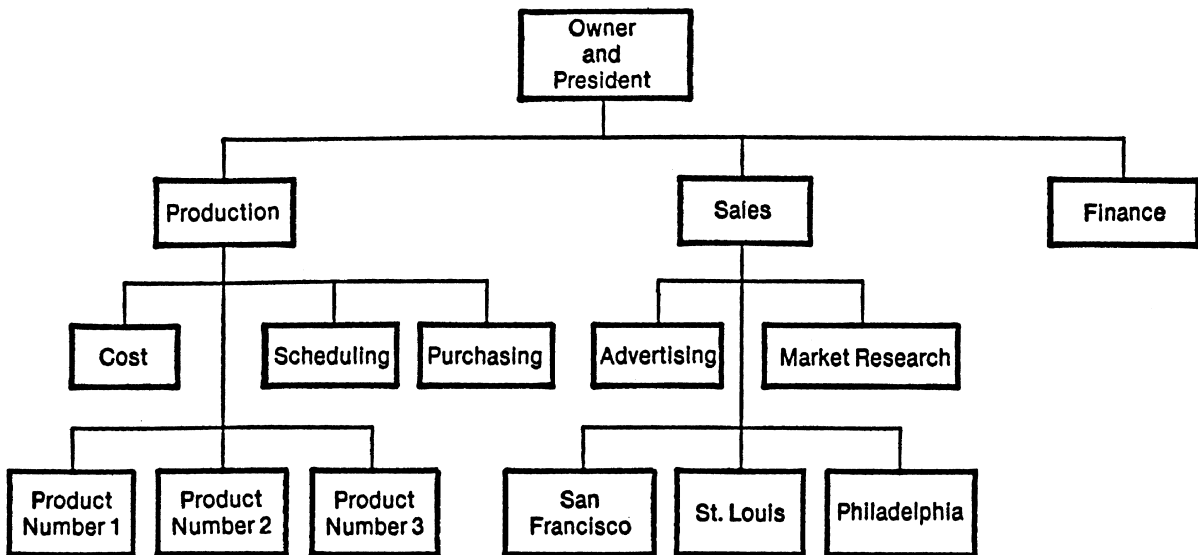 Owner
and
President
Production
Sales
Finance
Cost
Scheduling
Purchasing
Advertising
Market Research
Product
Number 1
Product
Number 2
Product
Number 3
San
Francisco
St. Louis
Philadelphia